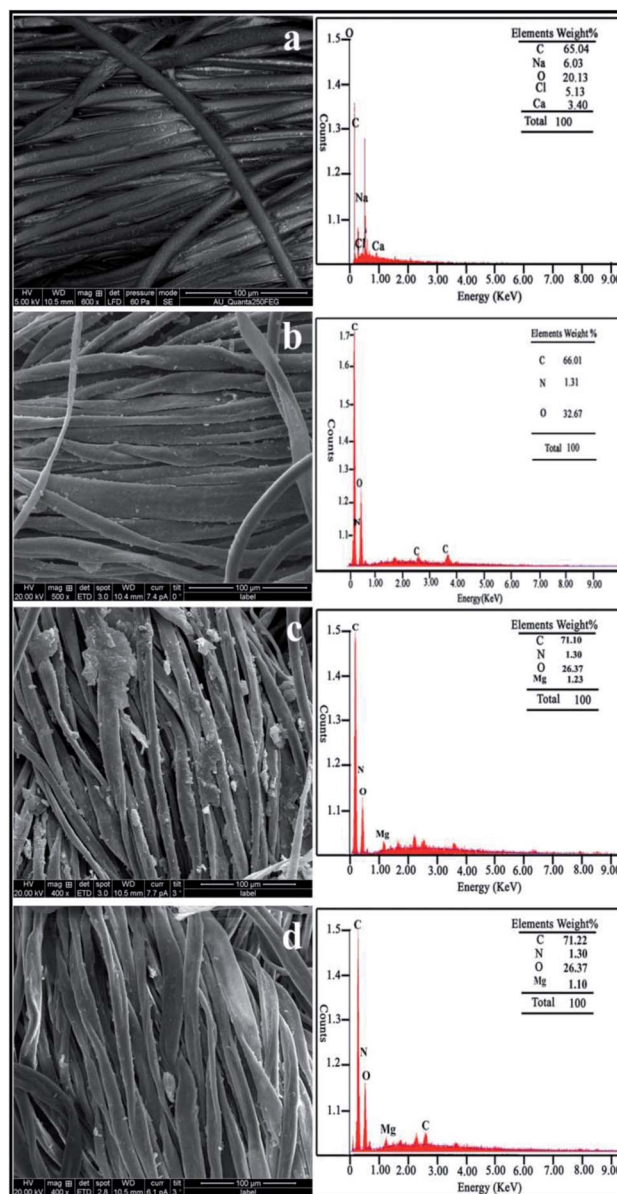 a
HV WD mag det pressure mode
5.00 kV 10.5 mm 600 x LFD 60 Pa SE
100 µm
AU_Quanta250FEG
O
1.5
1.4
1.3
1.2
1.1
Counts
C
Na
Cl
Ca
0.00 1.00 2.00 3.00 4.00 5.00 6.00 7.00 8.00 9.00
Energy (KeV)
Elements Weight%
C 65.04
Na 6.03
O 20.13
Cl 5.13
Ca 3.40
Total 100
b
HV mag det spot WD curr tilt
20.00 kV 500 x ETD 3.0 10.4 mm 7.4 pA 0°
100 µm
label
C
1.7
1.5
1.4
1.3
1.2
1.1
Counts
O
N
C
C
0.00 1.00 2.00 3.00 4.00 5.00 6.00 7.00 8.00 9.00
Energy(KeV)
Elements Weight %
C 66.01
N 1.31
O 32.67
Total 100
c
HV mag det spot WD curr tilt
20.00 kV 400 x ETD 3.0 10.5 mm 7.7 pA 3°
100 µm
label
C
1.5
1.4
1.3
1.2
1.1
Counts
N
O
Mg
0.00 1.00 2.00 3.00 4.00 5.00 6.00 7.00 8.00 9.00
Energy (KeV)
Elements Weight%
C 71.10
N 1.30
O 26.37
Mg 1.23
Total 100
d
HV mag det spot WD curr tilt
20.00 kV 400 x ETD 2.8 10.5 mm 6.1 pA 3°
100 µm
label
C
1.5
1.4
1.3
1.2
1.1
Counts
N
O
Mg
C
0.00 1.00 2.00 3.00 4.00 5.00 6.00 7.00 8.00 9.00
Energy (KeV)
Elements Weight%
C 71.22
N 1.30
O 26.37
Mg 1.10
Total 100